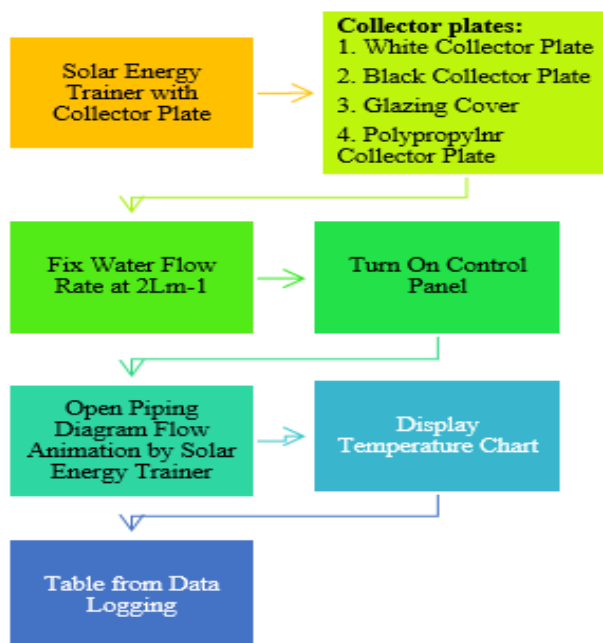 Solar Energy
Trainer with
Collector Plate
Collector plates:
1. White Collector Plate
2. Black Collector Plate
3. Glazing Cover
4. Polypropylnr
Collector Plate
Fix Water Flow
Rate at 2Lm-1
Turn On Control
Panel
Open Piping
Diagram Flow
Animation by Solar
Energy Trainer
Display
Temperature Chart
Table from Data
Logging